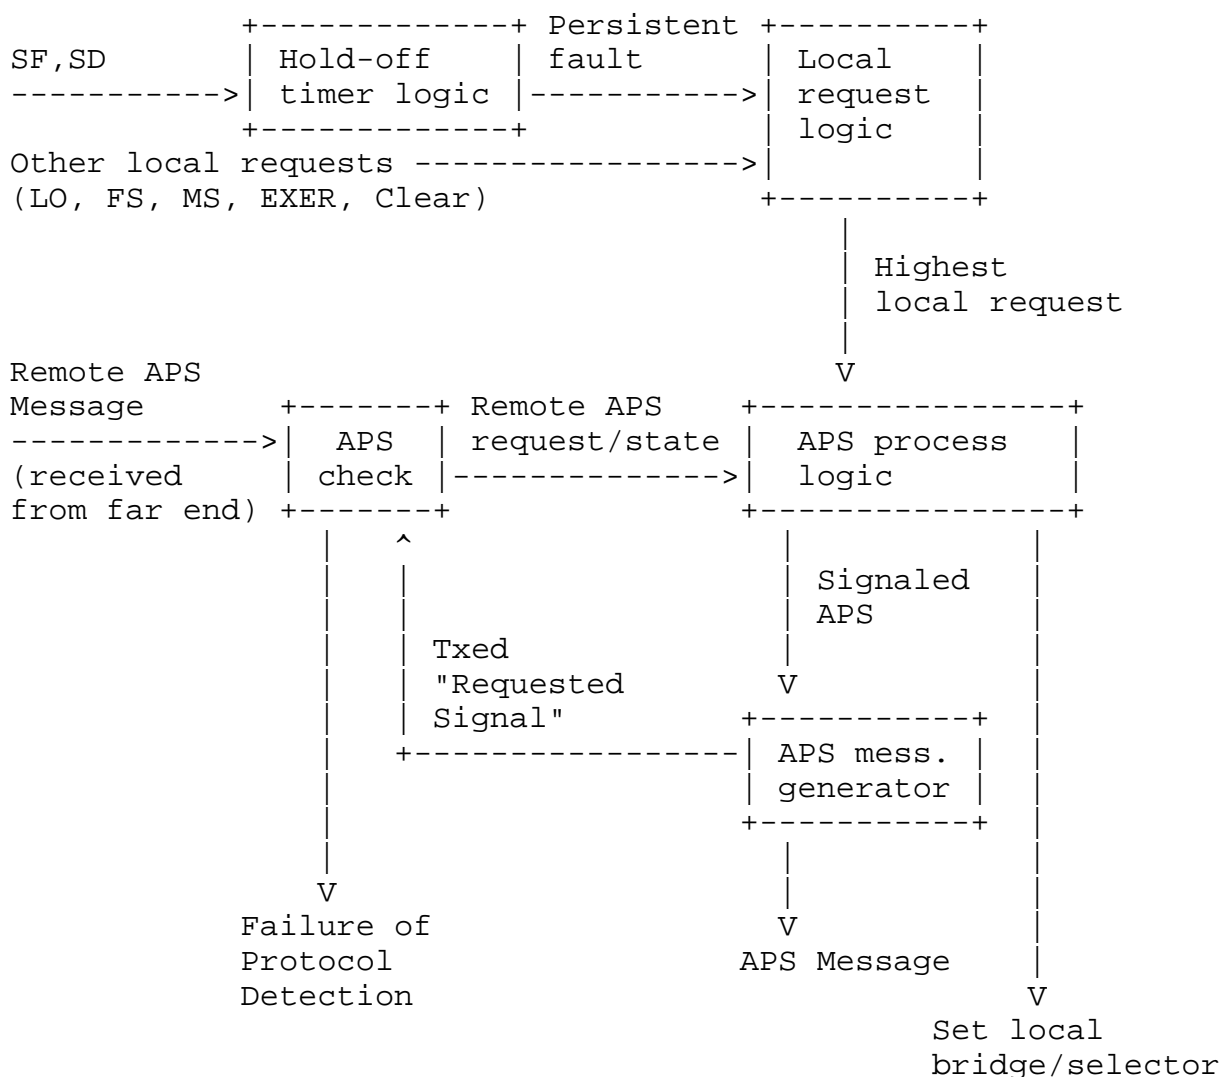 Persistent
SF,SD Hold-off fault Local
timer logic request
logic
Other local requests
(LO, FS, MS, EXER, Clear)
Highest
local request
Remote APS
Message Remote APS
APS request/state APS process
(received check logic
from far end)
Signaled
APS
Txed
"Requested
Signal"
APS mess.
generator
Failure of
Protocol APS Message
Detection
Set local
bridge/selector